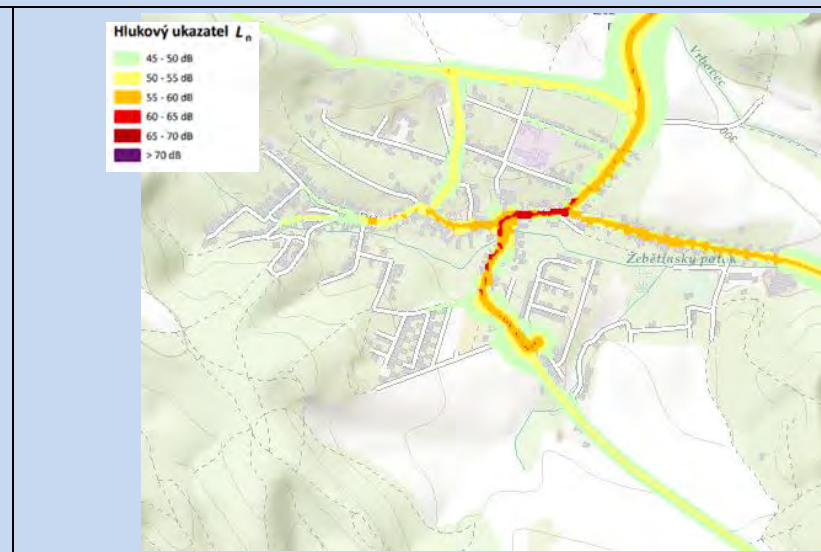 Hlukový ukazatel Ln
45 - 50 dB
50 - 55 dB
55 - 60 dB
60 - 65 dB
65 - 70 dB
> 70 dB
Vrbovec
300
Žebětínský potok